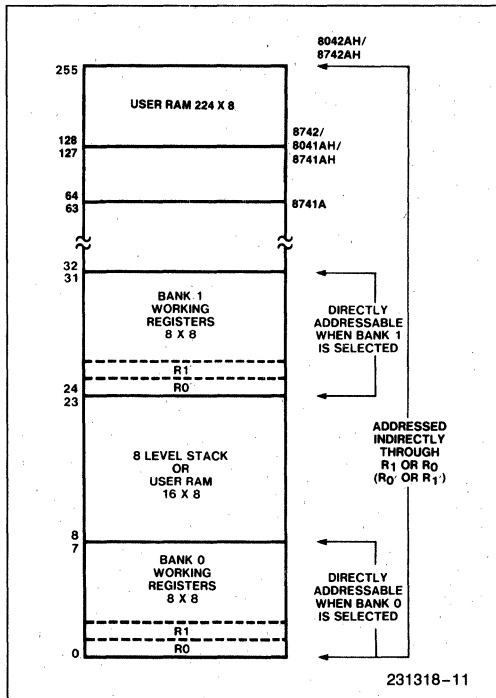 8042AH/
8742AH
255
USER RAM 224 X 8
128
127
8742/
8041AH/
8741AH
64
63
8741A
32
31
BANK 1
WORKING
REGISTERS
8 X 8
DIRECTLY
ADDRESSABLE
WHEN BANK 1
IS SELECTED
R1'
R0'
24
23
ADDRESSED
INDIRECTLY
THROUGH
R1 OR R0
(R0' OR R1')
8 LEVEL STACK
OR
USER RAM
16 X 8
8
7
BANK 0
WORKING
REGISTERS
8 X 8
DIRECTLY
ADDRESSABLE
WHEN BANK 0
IS SELECTED
R1
R0
0
231318-11